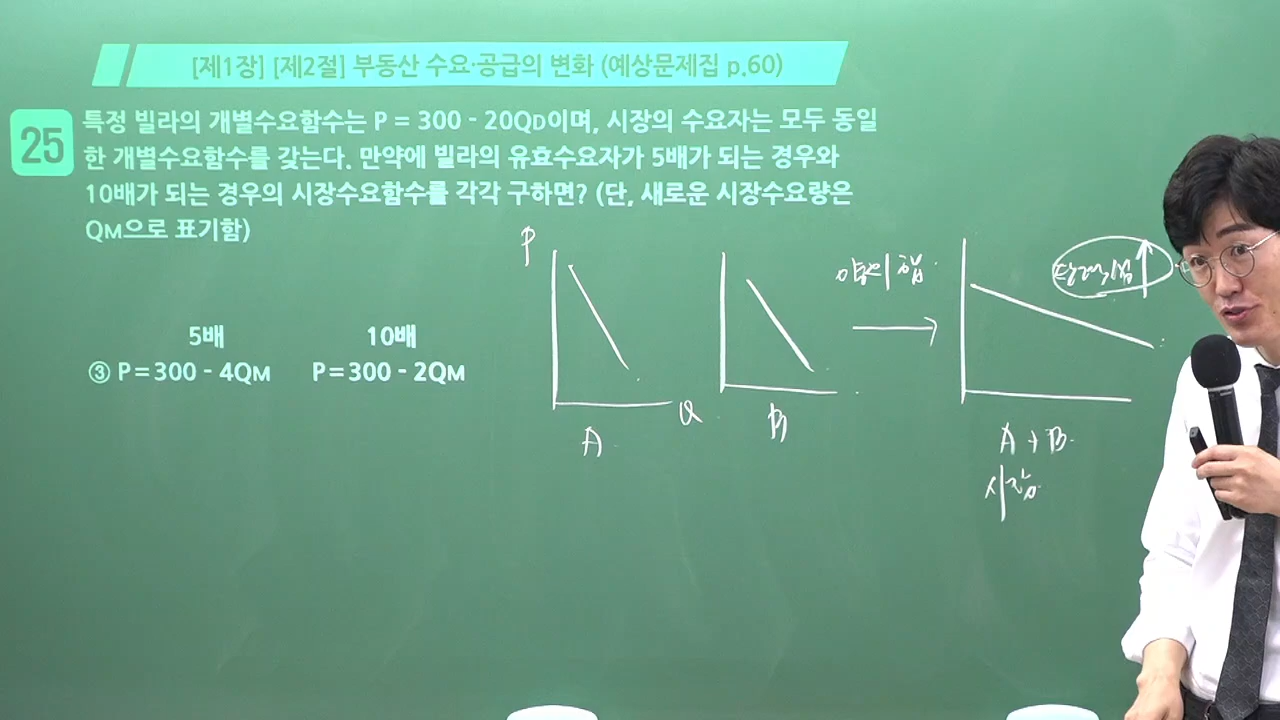 [제1장] [제2절] 부동산 수요·공급의 변화 (예상문제집 p.60)
25
특정 빌라의 개별수요함수는 P = 300 - 20QD이며, 시장의 수요자는 모두 동일
한 개별수요함수를 갖는다. 만약에 빌라의 유효수요자가 5배가 되는 경우와
10배가 되는 경우의 시장수요함수를 각각 구하면? (단, 새로운 시장수요량은
QM으로 표기함)
5배 10배
③ P=300 - 4QM P=300 - 2QM
P
Q
A
B
A + B
시장
탄력성↑